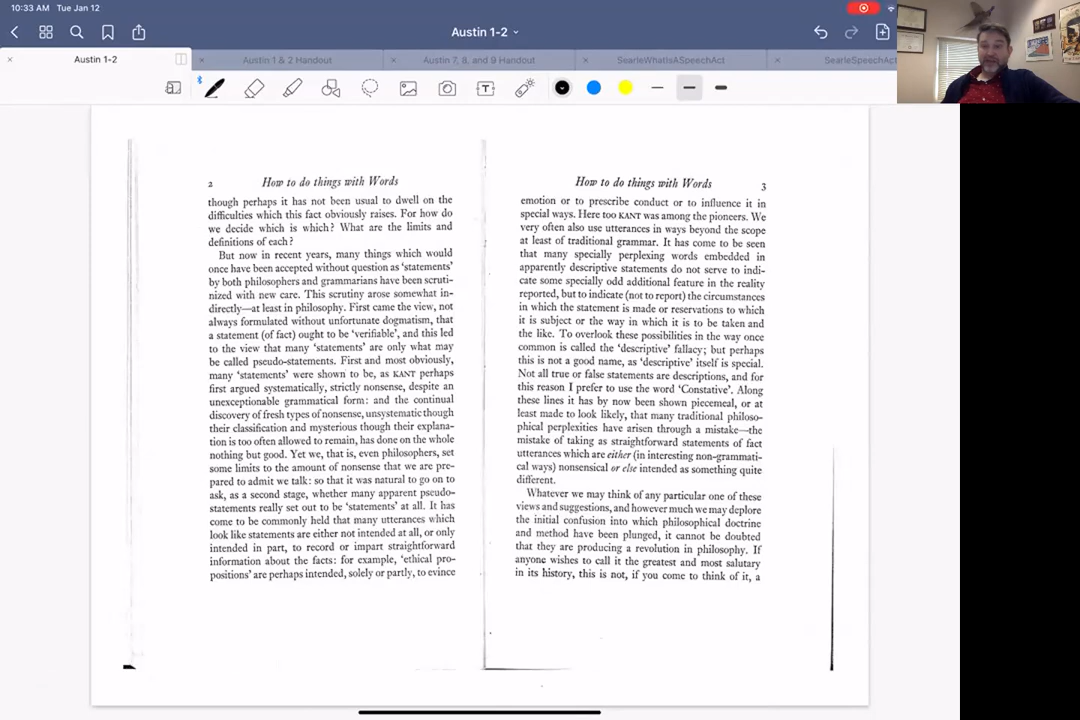 10:33 AM Tue Jan 12
Austin 1-2
Austin 1-2
Austin 1 & 2 Handout
Austin 7, 8, and 9 Handout
SearleWhatIsASpeechAct
SearleSpeechAct
2 How to do things with Words
though perhaps it has not been usual to dwell on the
difficulties which this fact obviously raises. For how do
we decide which is which? What are the limits and
definitions of each?
But now in recent years, many things which would
once have been accepted without question as ‘statements’
by both philosophers and grammarians have been scruti-
nized with new care. This scrutiny arose somewhat in-
directly—at least in philosophy. First came the view, not
always formulated without unfortunate dogmatism, that
a statement (of fact) ought to be ‘verifiable’, and this led
to the view that many ‘statements’ are only what may
be called pseudo-statements. First and most obviously,
many ‘statements’ were shown to be, as KANT perhaps
first argued systematically, strictly nonsense, despite an
unexceptionable grammatical form: and the continual
discovery of fresh types of nonsense, unsystematic though
their classification and mysterious though their explana-
tion is too often allowed to remain, has done on the whole
nothing but good. Yet we, that is, even philosophers, set
some limits to the amount of nonsense that we are pre-
pared to admit we talk: so that it was natural to go on to
ask, as a second stage, whether many apparent pseudo-
statements really set out to be ‘statements’ at all. It has
come to be commonly held that many utterances which
look like statements are either not intended at all, or only
intended in part, to record or impart straightforward
information about the facts: for example, ‘ethical pro-
positions’ are perhaps intended, solely or partly, to evince
How to do things with Words 3
emotion or to prescribe conduct or to influence it in
special ways. Here too KANT was among the pioneers. We
very often also use utterances in ways beyond the scope
at least of traditional grammar. It has come to be seen
that many specially perplexing words embedded in
apparently descriptive statements do not serve to indi-
cate some specially odd additional feature in the reality
reported, but to indicate (not to report) the circumstances
in which the statement is made or reservations to which
it is subject or the way in which it is to be taken and
the like. To overlook these possibilities in the way once
common is called the ‘descriptive’ fallacy; but perhaps
this is not a good name, as ‘descriptive’ itself is special.
Not all true or false statements are descriptions, and for
this reason I prefer to use the word ‘Constative’. Along
these lines it has by now been shown piecemeal, or at
least made to look likely, that many traditional philoso-
phical perplexities have arisen through a mistake—the
mistake of taking as straightforward statements of fact
utterances which are either (in interesting non-grammati-
cal ways) nonsensical or else intended as something quite
different.
Whatever we may think of any particular one of these
views and suggestions, and however much we may deplore
the initial confusion into which philosophical doctrine
and method have been plunged, it cannot be doubted
that they are producing a revolution in philosophy. If
anyone wishes to call it the greatest and most salutary
in its history, this is not, if you come to think of it, a